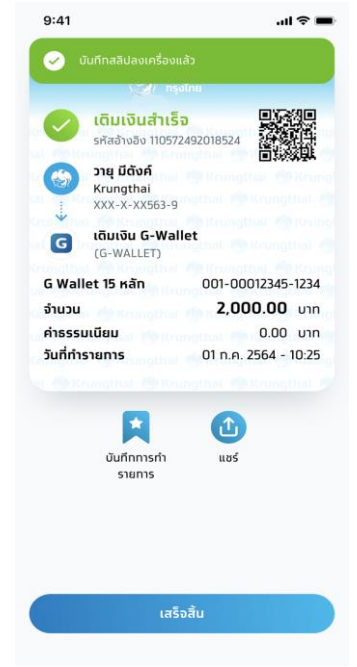 9:41
บันทึกสลิปลงเครื่องแล้ว
กรุงไทย
เติมเงินสำเร็จ
รหัสอ้างอิง 110572492018524
วายุ มีตังค์
Krungthai
XXX-X-XX563-9
เติมเงิน G-Wallet
(G-WALLET)
G Wallet 15 หลัก 001-00012345-1234
จำนวน 2,000.00 บาท
ค่าธรรมเนียม 0.00 บาท
วันที่ทำรายการ 01 ก.ค. 2564 - 10:25
บันทึกการทำ
รายการ
แชร์
เสร็จสิ้น